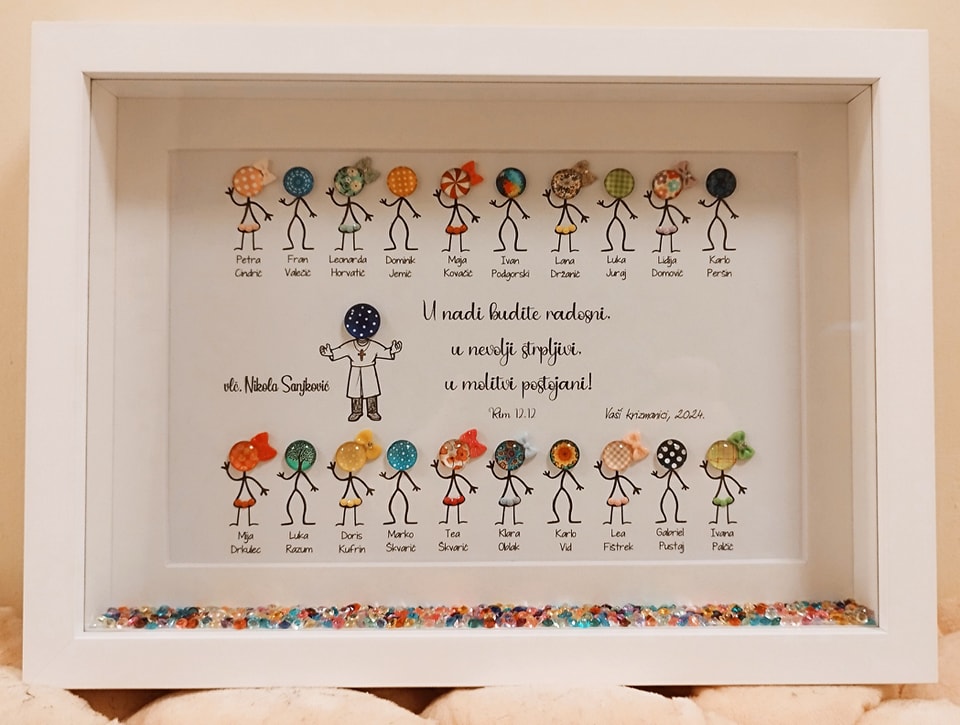 Petra Fran Leonarda Dominik Maja Ivan Lana Luka Lidija Karlo
Cindrić Valečić Horvatić Jemić Kovačić Podgorski Držanić Juraj Domović Peršin
U nadi budite radosni,
u nevolji strpljivi,
vlč. Nikola Sanjković
u molitvi postojani!
Rim 12,12
Vaši krizmanici, 2024.
Mija Luka Doris Marko Tea Klara Karlo Lea Gabriel Ivana
Drkulec Razum Kufrin Škvarić Škvarić Oblak Vid Fistrek Pustaj Palčić